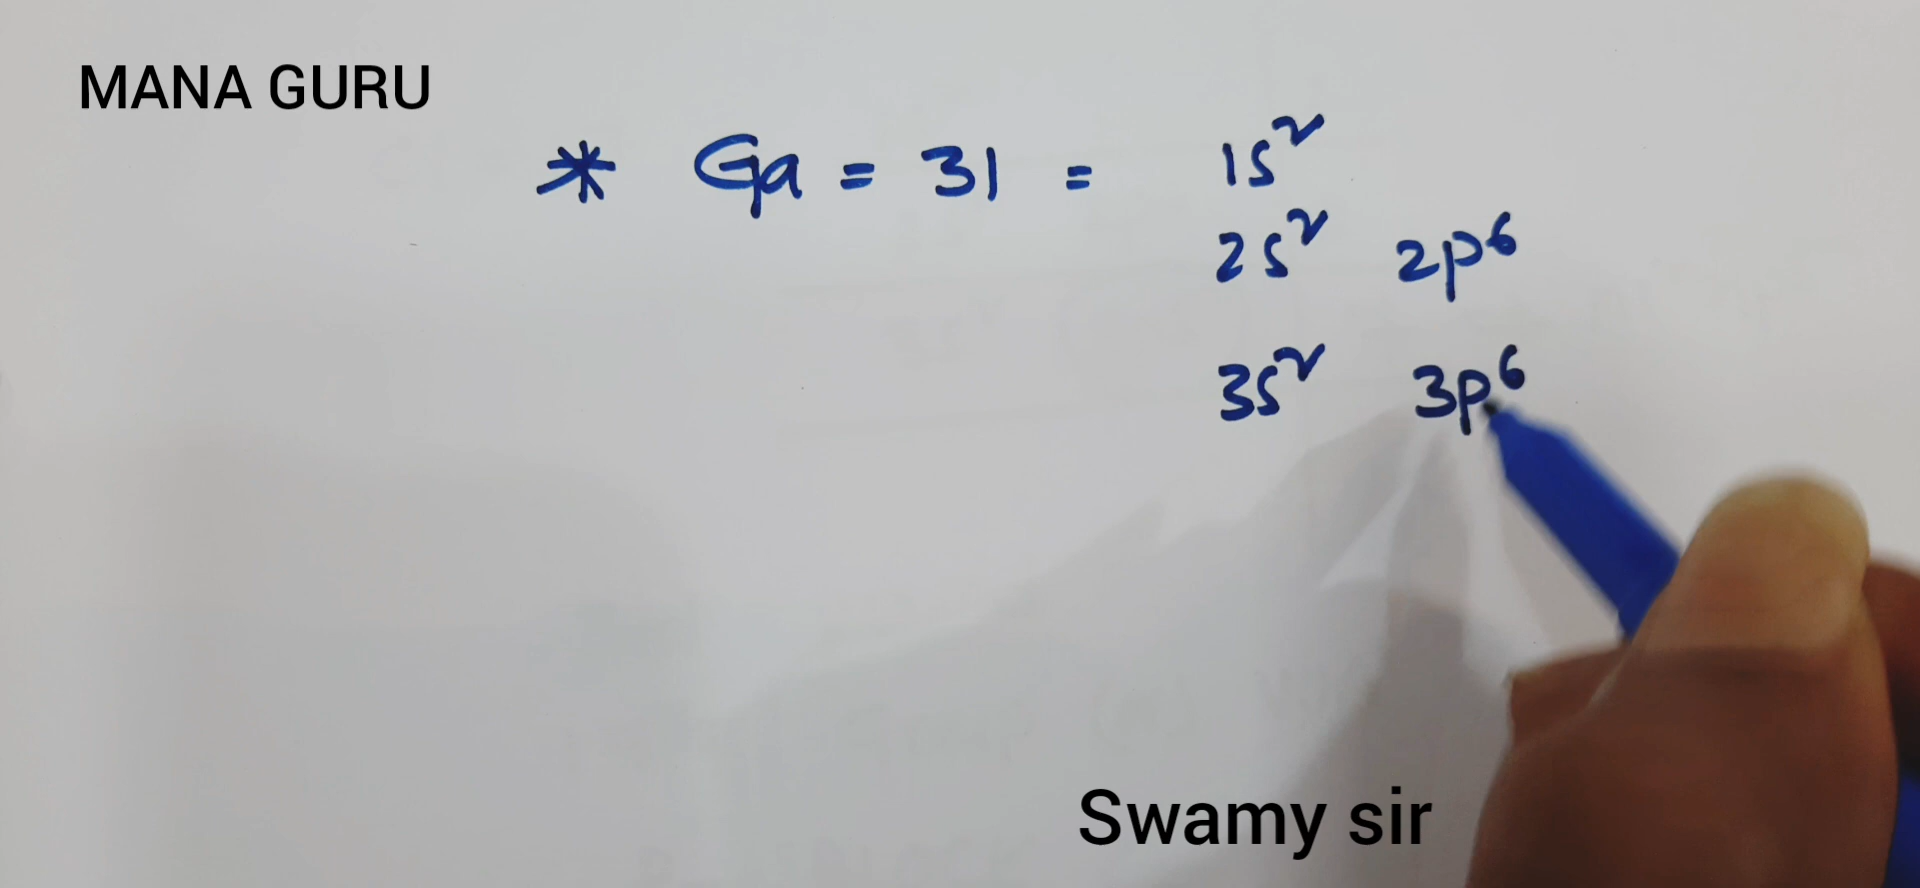 MANA GURU
* Ga = 31 = 1s²
2s² 2p⁶
3s² 3p⁶
Swamy sir